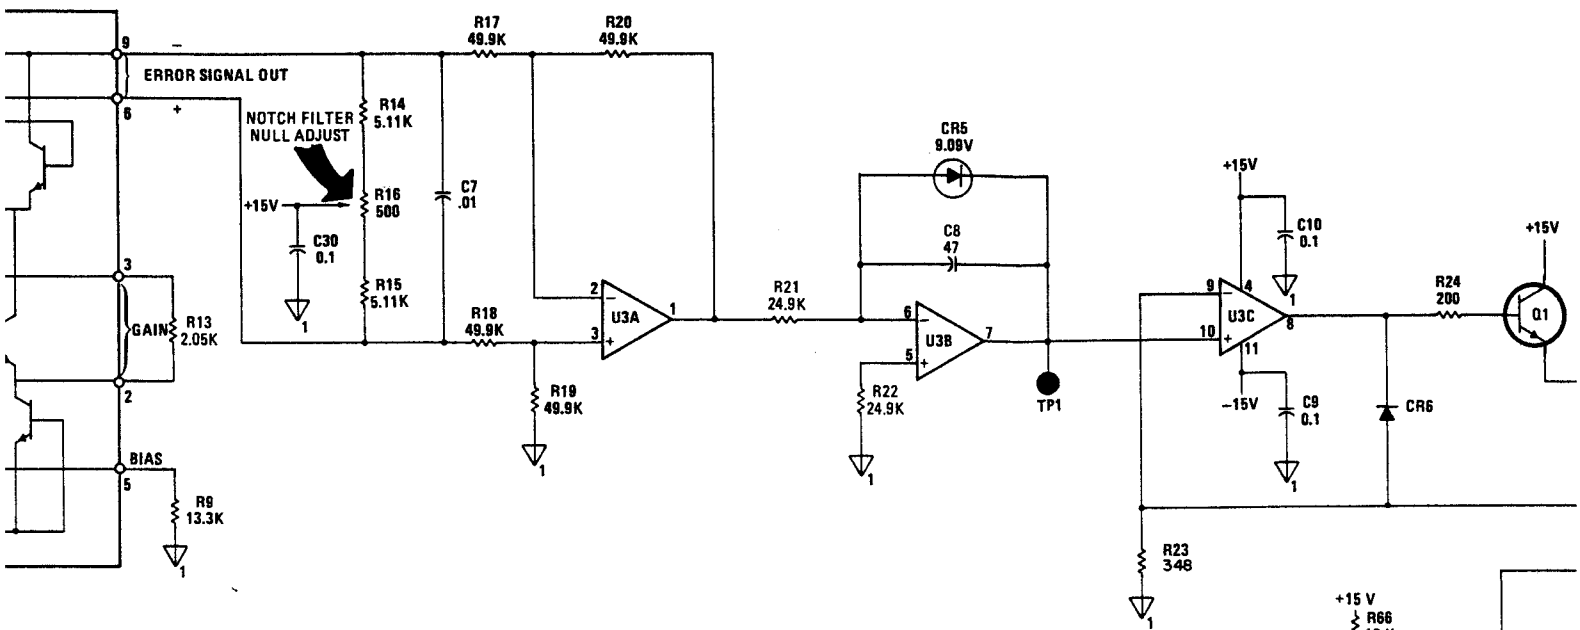 R17
49.9K
R20
49.9K
9
−
ERROR SIGNAL OUT
6
+
R14
5.11K
NOTCH FILTER
NULL ADJUST
CR5
9.09V
+15V
R16
500
C7
.01
C30
0.1
1
C8
47
+15V
C10
0.1
1
+15V
3
GAIN
R13
2.05K
2
R15
5.11K
R18
49.9K
2
−
U3A
3
+
1
R21
24.9K
6
−
U3B
5
+
7
9
−
4
U3C
10
+
11
8
R24
200
Q1
R19
49.9K
1
R22
24.9K
1
TP1
−15V
C9
0.1
1
CR6
BIAS
5
R9
13.3K
1
R23
348
1
+15 V
R66